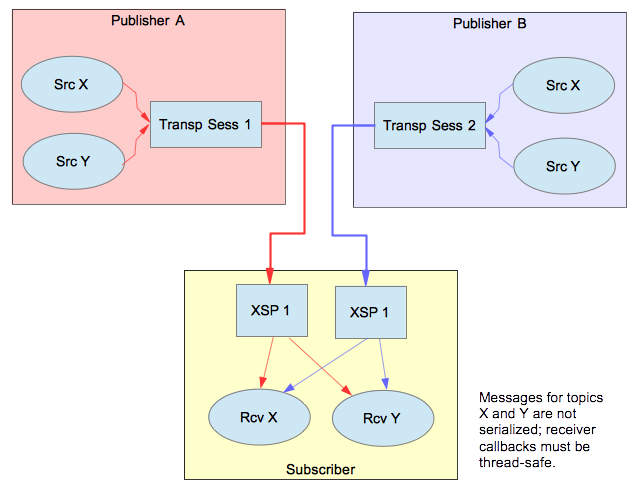 Publisher A
Publisher B
Src X
Src X
Transp Sess 1
Transp Sess 2
Src Y
Src Y
XSP 1
XSP 1
Rcv X
Rcv Y
Messages for topics
X and Y are not
serialized; receiver
callbacks must be
thread-safe.
Subscriber